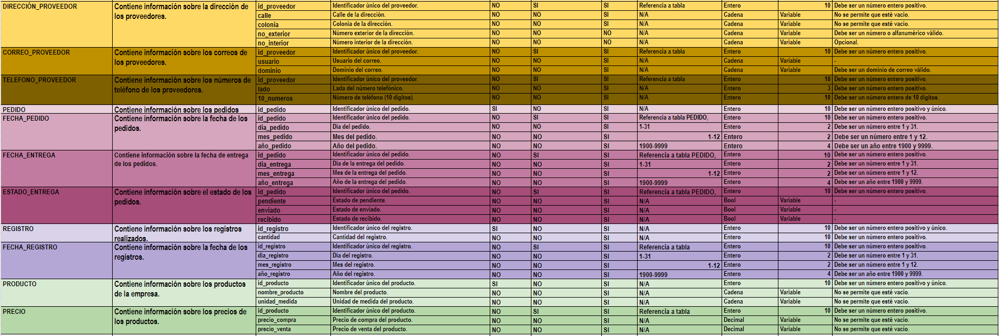 DIRECCIÓN_PROVEEDOR Contiene información sobre la dirección de los proveedores. id_proveedor Identificador único del proveedor. NO SI SI Referencia a tabla Entero 10 Debe ser un número entero positivo.
calle Calle de la dirección. NO NO SI N/A Cadena Variable No se permite que esté vacío.
colonia Colonia de la dirección. NO NO SI N/A Cadena Variable No se permite que esté vacío.
no_exterior Número exterior de la dirección. NO NO NO N/A Cadena Variable Debe ser un número o alfanumérico válido.
no_interior Número interior de la dirección. NO NO NO N/A Cadena Variable Opcional.
CORREO_PROVEEDOR Contiene información sobre los correos de los proveedores. id_proveedor Identificador único del proveedor. NO SI SI Referencia a tabla Entero 10 Debe ser un número entero positivo.
usuario Usuario del correo. NO NO SI N/A Cadena Variable -
dominio Dominio del correo. NO NO SI N/A Cadena Variable Debe ser un dominio de correo válido.
TELEFONO_PROVEEDOR Contiene información sobre los números de teléfono de los proveedores. id_proveedor Identificador único del proveedor. NO SI SI Referencia a tabla Entero 10 Debe ser un número entero positivo.
lado Lada del número telefónico. NO NO SI N/A Entero 3 Debe ser un número entero positivo.
10_numeros Número de teléfono (10 dígitos). NO NO SI N/A Entero 10 Debe ser un número entero de 10 dígitos.
PEDIDO Contiene información sobre los pedidos id_pedido Identificador único del pedido. SI NO SI N/A Entero 10 Debe ser un número entero positivo y único.
FECHA_PEDIDO Contiene información sobre la fecha de los pedidos. id_pedido Identificador único del pedido. NO SI SI Referencia a tabla PEDIDO, Entero 10 Debe ser un número entero positivo.
dia_pedido Día del pedido. NO NO SI 1-31 Entero 2 Debe ser un número entre 1 y 31.
mes_pedido Mes del pedido. NO NO SI 1-12 Entero 2 Debe ser un número entre 1 y 12.
año_pedido Año del pedido. NO NO SI 1900-9999 Entero 4 Debe ser un año entre 1900 y 9999.
FECHA_ENTREGA Contiene información sobre la fecha de entrega de los pedidos. id_pedido Identificador único del pedido. NO SI SI Referencia a tabla PEDIDO, Entero 10 Debe ser un número entero positivo.
dia_entrega Día de la entrega del pedido. NO NO SI 1-31 Entero 2 Debe ser un número entre 1 y 31.
mes_entrega Mes de la entrega del pedido. NO NO SI 1-12 Entero 2 Debe ser un número entre 1 y 12.
año_entrega Año de la entrega del pedido. NO NO SI 1900-9999 Entero 4 Debe ser un año entre 1900 y 9999.
ESTADO_ENTREGA Contiene información sobre el estado de los pedidos. id_pedido Identificador único del pedido. NO SI SI Referencia a tabla PEDIDO, Entero 10 Debe ser un número entero positivo.
pendiente Estado de pendiente. NO NO SI N/A Bool Variable -
enviado Estado de enviado. NO NO SI N/A Bool Variable -
recibido Estado de recibido. NO NO SI N/A Bool Variable -
REGISTRO Contiene información sobre los registros realizados. id_registro Identificador único del registro. SI NO SI N/A Entero 10 Debe ser un número entero positivo y único.
cantidad Cantidad del registro. NO NO SI N/A Entero 10 Debe ser un número entero positivo.
FECHA_REGISTRO Contiene información sobre la fecha de los registros. id_registro Identificador único del registro. NO SI SI Referencia a tabla Entero 10 Debe ser un número entero positivo.
dia_registro Día del registro. NO NO SI 1-31 Entero 2 Debe ser un número entre 1 y 31.
mes_registro Mes del registro. NO NO SI 1-12 Entero 2 Debe ser un número entre 1 y 12.
año_registro Año del registro. NO NO SI 1900-9999 Entero 4 Debe ser un año entre 1900 y 9999.
PRODUCTO Contiene información sobre los productos de la empresa. id_producto Identificador único del producto. SI NO SI N/A Entero 10 Debe ser un número entero positivo y único.
nombre_producto Nombre del producto. NO NO SI N/A Cadena Variable No se permite que esté vacío.
unidad_medida Unidad de medida del producto. NO NO SI N/A Cadena Variable No se permite que esté vacío.
PRECIO Contiene información sobre los precios de los productos. id_producto Identificador único del producto. NO SI SI Referencia a tabla Entero 10 Debe ser un número entero positivo.
precio_compra Precio de compra del producto. NO NO SI N/A Decimal Variable No se permite que esté vacío.
precio_venta Precio de venta del producto. NO NO SI N/A Decimal Variable No se permite que esté vacío.